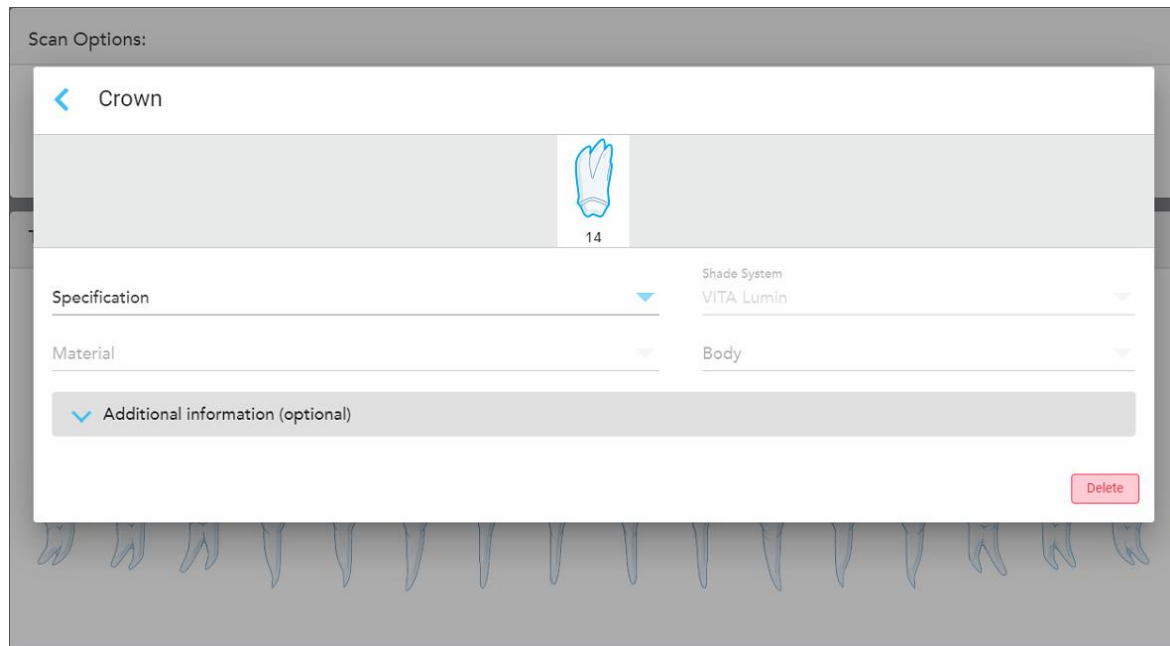 Scan Options:
Crown
14
Specification
Shade System
VITA Lumin
Material
Body
Additional information (optional)
Delete